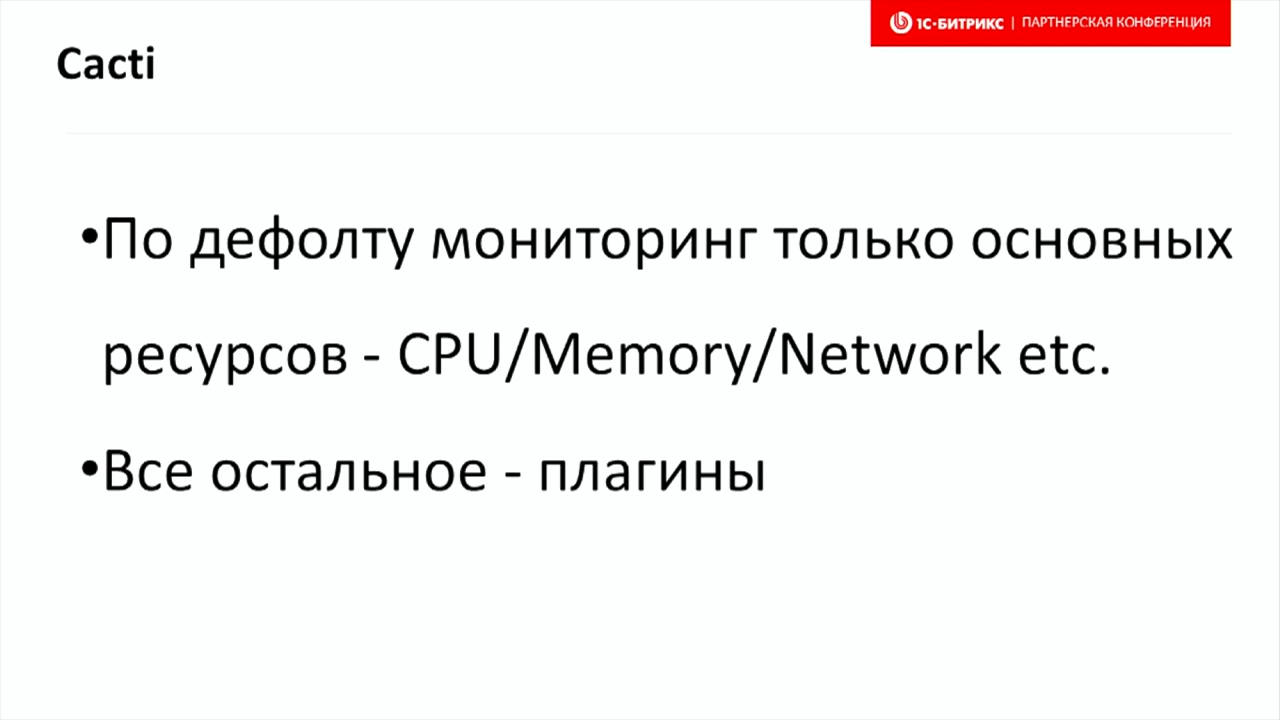 1С-БИТРИКС | ПАРТНЕРСКАЯ КОНФЕРЕНЦИЯ
Cacti
•По дефолту мониторинг только основных
ресурсов - CPU/Memory/Network etc.
•Все остальное - плагины